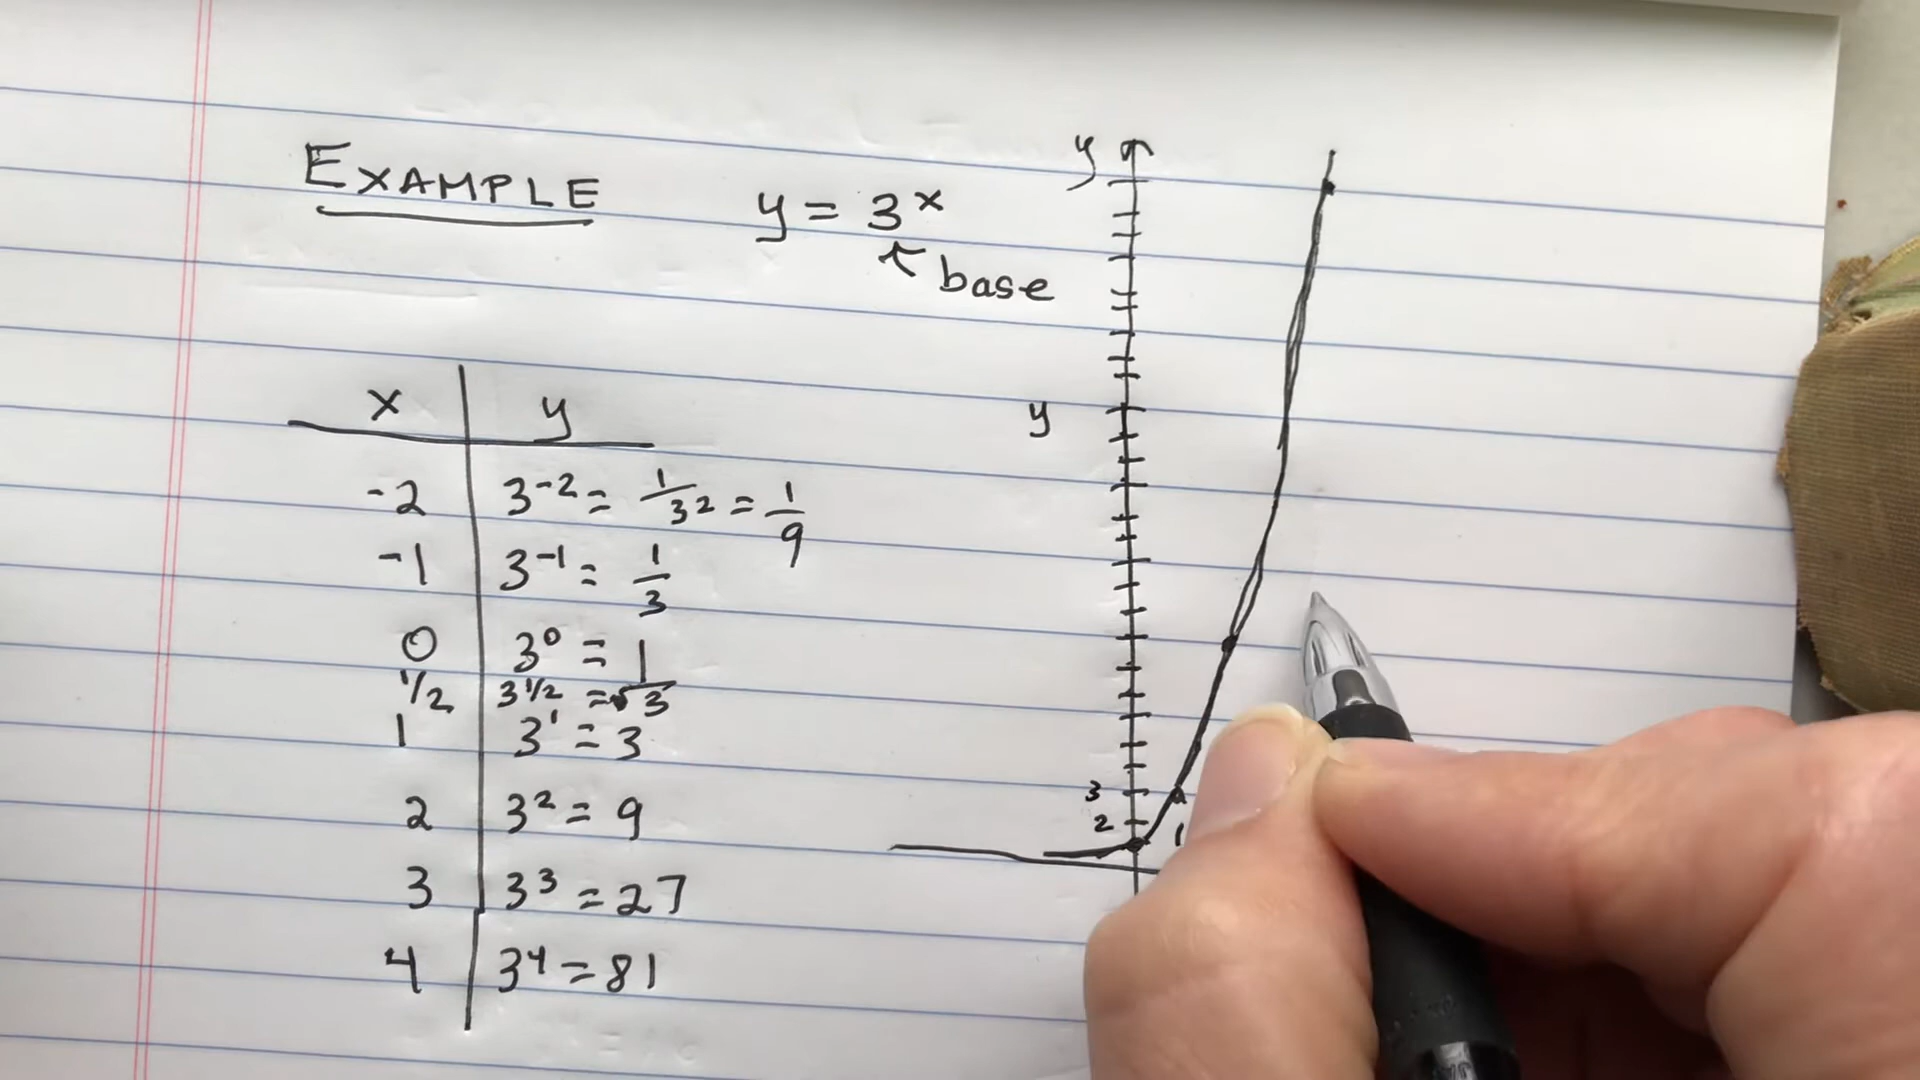 EXAMPLE
y = 3^x
base
x y
-2 3^-2 = 1/3^2 = 1/9
-1 3^-1 = 1/3
0 3^0 = 1
1/2 3^1/2 = √3
1 3^1 = 3
2 3^2 = 9
3 3^3 = 27
4 3^4 = 81
y
y
3
2
1